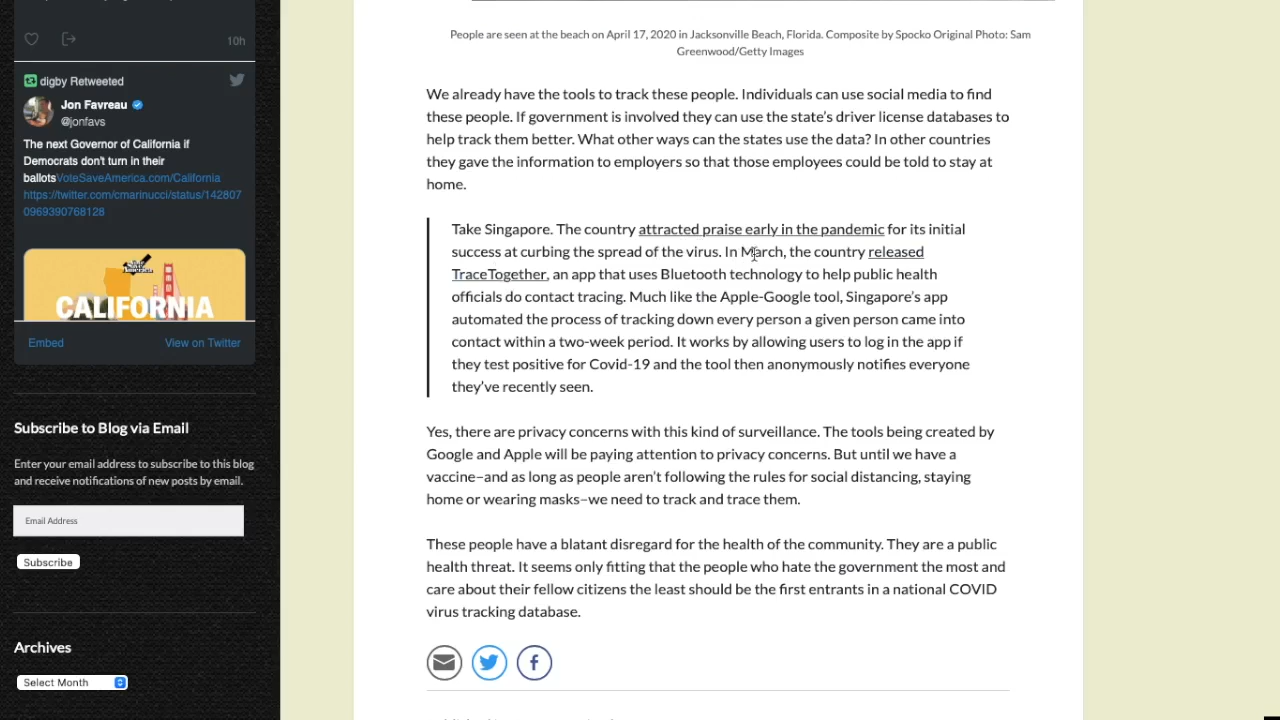 10h
digby Retweeted
Jon Favreau
@jonfavs
The next Governor of California if
Democrats don't turn in their
ballotsVoteSaveAmerica.com/California
https://twitter.com/cmarinucci/status/142807
0969390768128
CALIFORNIA
Embed
View on Twitter
Subscribe to Blog via Email
Enter your email address to subscribe to this blog
and receive notifications of new posts by email.
Email Address
Subscribe
Archives
Select Month
People are seen at the beach on April 17, 2020 in Jacksonville Beach, Florida. Composite by Spocko Original Photo: Sam
Greenwood/Getty Images
We already have the tools to track these people. Individuals can use social media to find
these people. If government is involved they can use the state's driver license databases to
help track them better. What other ways can the states use the data? In other countries
they gave the information to employers so that those employees could be told to stay at
home.
Take Singapore. The country attracted praise early in the pandemic for its initial
success at curbing the spread of the virus. In March, the country released
TraceTogether, an app that uses Bluetooth technology to help public health
officials do contact tracing. Much like the Apple-Google tool, Singapore's app
automated the process of tracking down every person a given person came into
contact within a two-week period. It works by allowing users to log in the app if
they test positive for Covid-19 and the tool then anonymously notifies everyone
they've recently seen.
Yes, there are privacy concerns with this kind of surveillance. The tools being created by
Google and Apple will be paying attention to privacy concerns. But until we have a
vaccine–and as long as people aren't following the rules for social distancing, staying
home or wearing masks–we need to track and trace them.
These people have a blatant disregard for the health of the community. They are a public
health threat. It seems only fitting that the people who hate the government the most and
care about their fellow citizens the least should be the first entrants in a national COVID
virus tracking database.